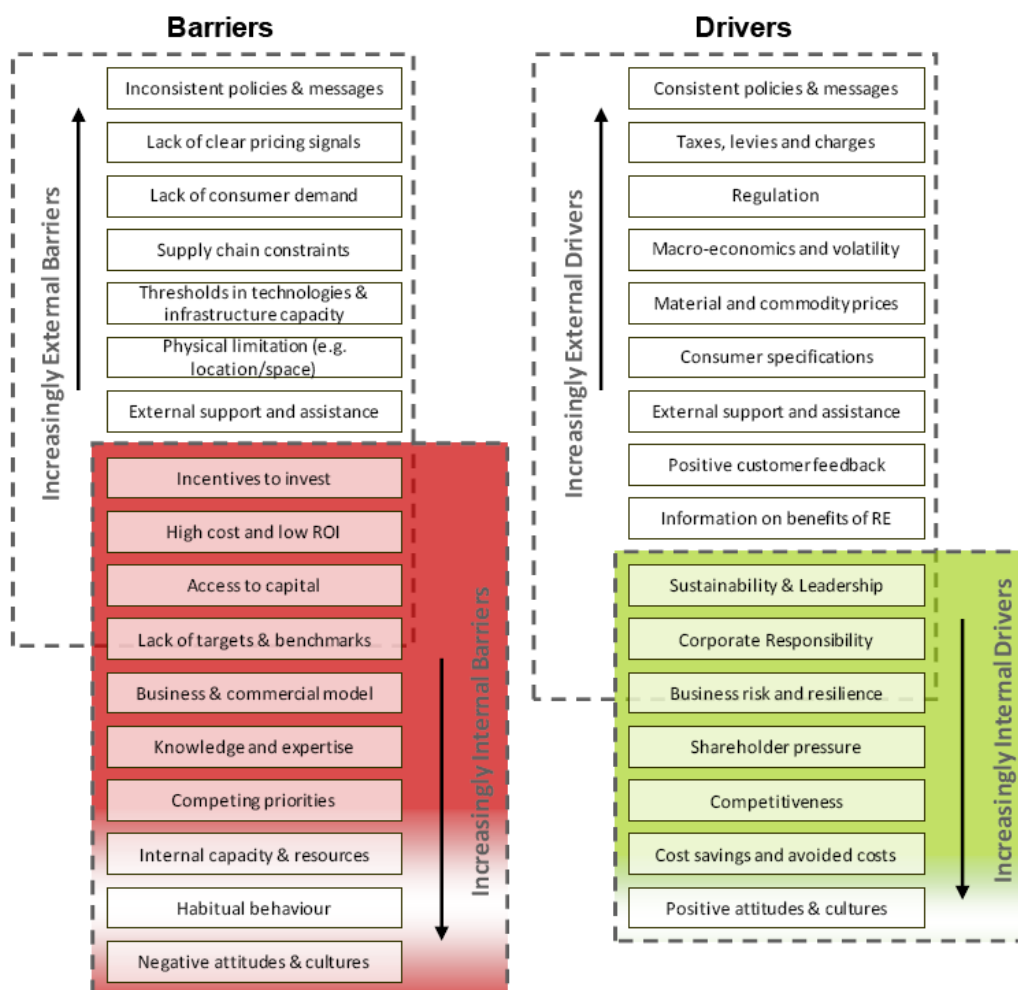 Barriers
Inconsistent policies & messages
Lack of clear pricing signals
Lack of consumer demand
Supply chain constraints
Thresholds in technologies &
infrastructure capacity
Physical limitation (e.g.
location/space)
External support and assistance
Incentives to invest
High cost and low ROI
Access to capital
Lack of targets & benchmarks
Business & commercial model
Knowledge and expertise
Competing priorities
Internal capacity & resources
Habitual behaviour
Negative attitudes & cultures
Increasingly External Barriers
Increasingly Internal Barriers
Drivers
Consistent policies & messages
Taxes, levies and charges
Regulation
Macro-economics and volatility
Material and commodity prices
Consumer specifications
External support and assistance
Positive customer feedback
Information on benefits of RE
Sustainability & Leadership
Corporate Responsibility
Business risk and resilience
Shareholder pressure
Competitiveness
Cost savings and avoided costs
Positive attitudes & cultures
Increasingly External Drivers
Increasingly Internal Drivers